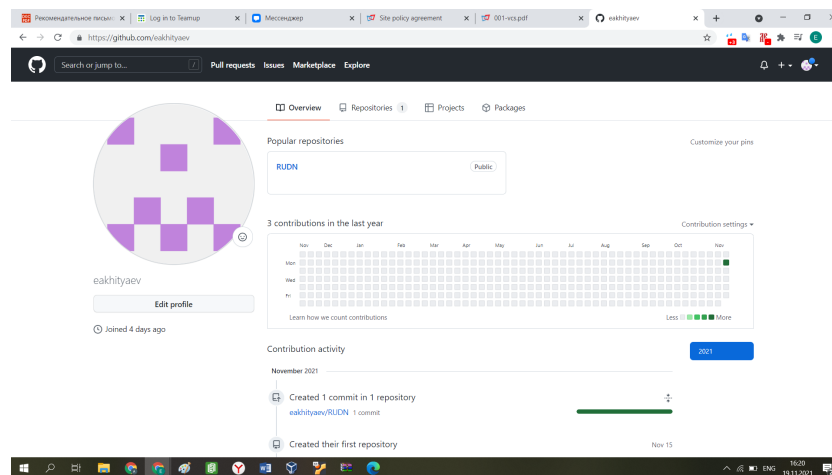 Рекомендательное письмо
Log in to Teamup
Мессенджер
Site policy agreement
001-vcs.pdf
eakhityaev
https://github.com/eakhityaev
E
Search or jump to...
/
Pull requests Issues Marketplace Explore
Overview
Repositories 1
Projects
Packages
Popular repositories
Customize your pins
RUDN
Public
3 contributions in the last year
Contribution settings
Nov Dec Jan Feb Mar Apr May Jun Jul Aug Sep Oct Nov
Mon
Wed
Fri
Learn how we count contributions
Less More
eakhityaev
Edit profile
Joined 4 days ago
Contribution activity
2021
November 2021
Created 1 commit in 1 repository
eakhityaev/RUDN 1 commit
Created their first repository
Nov 15
ENG
16:20
19.11.2021